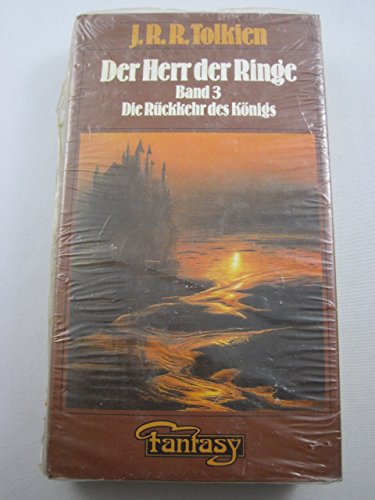 J.R.R.Tolkien
Der Herr der Ringe
Band 3
Die Rückkehr des Königs
Fantasy